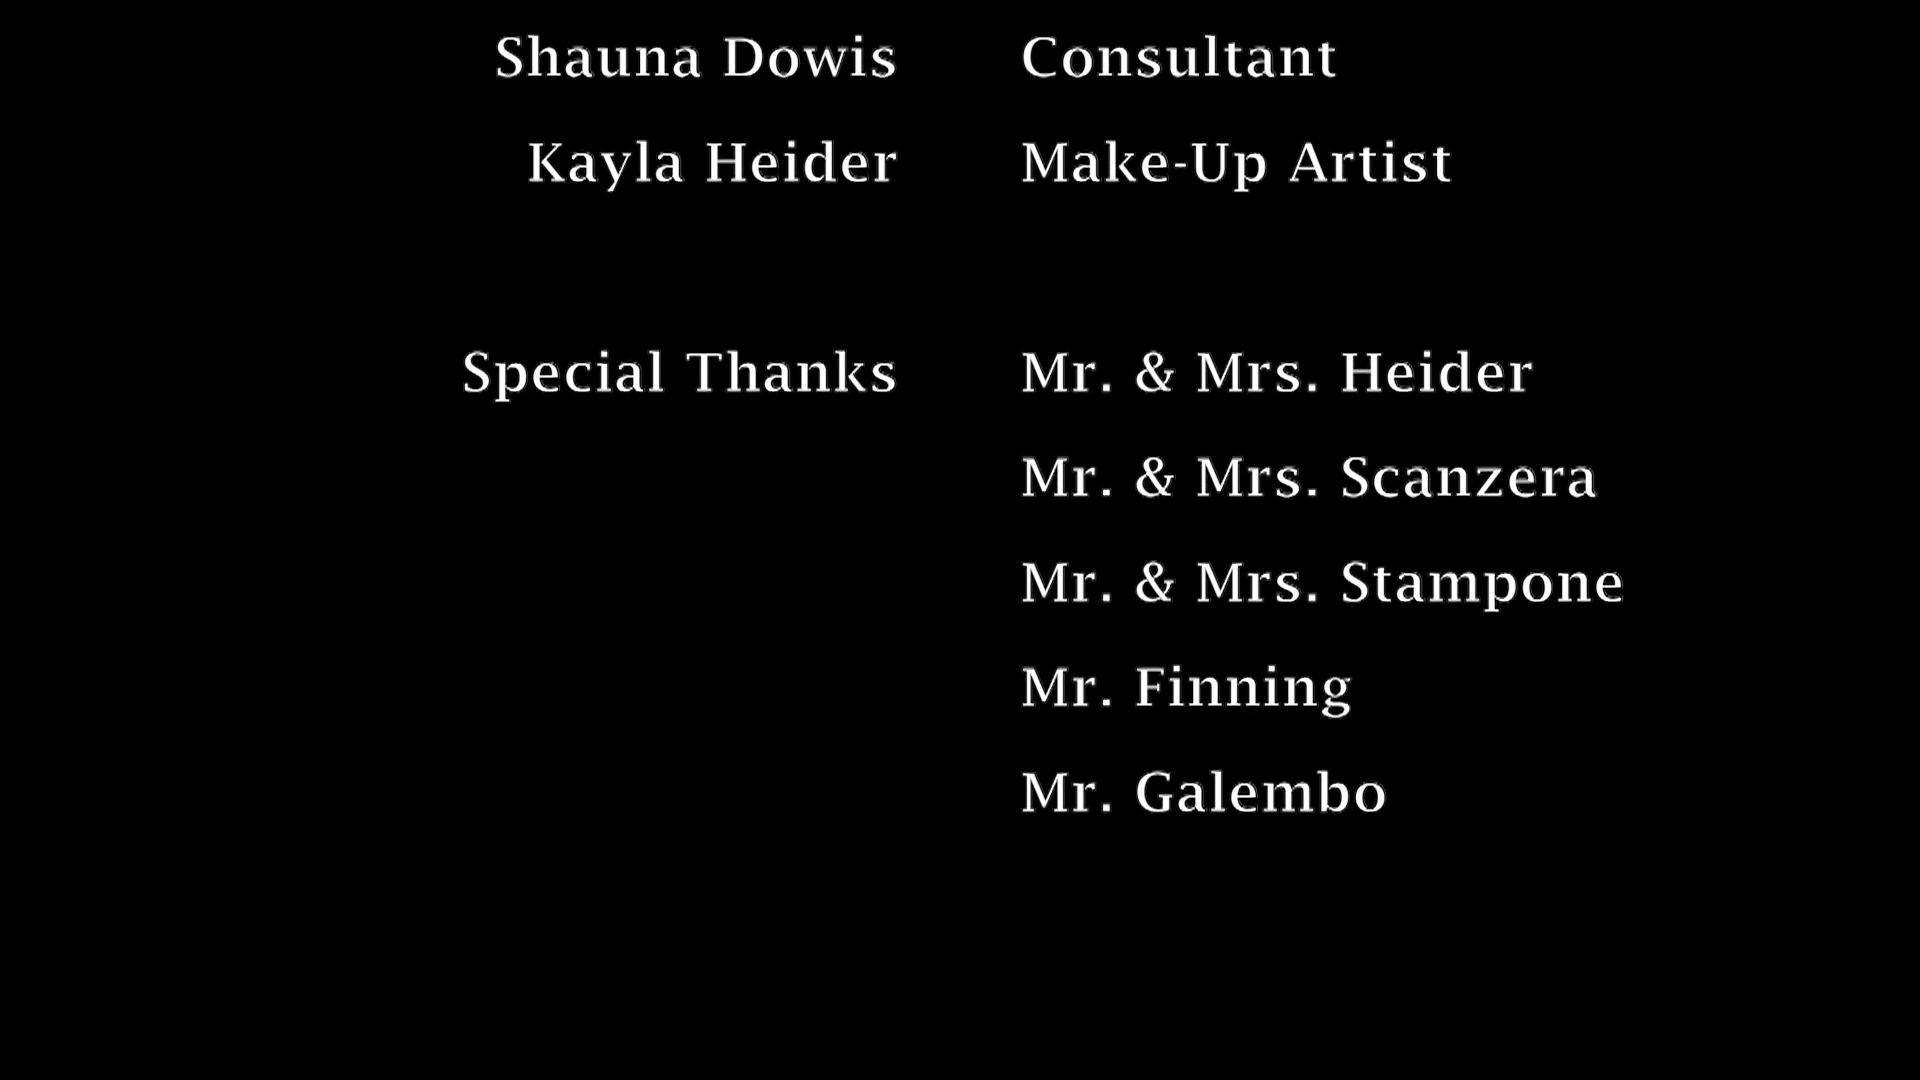 Shauna Dowis Consultant
Kayla Heider Make-Up Artist
Special Thanks Mr. & Mrs. Heider
Mr. & Mrs. Scanzera
Mr. & Mrs. Stampone
Mr. Finning
Mr. Galembo